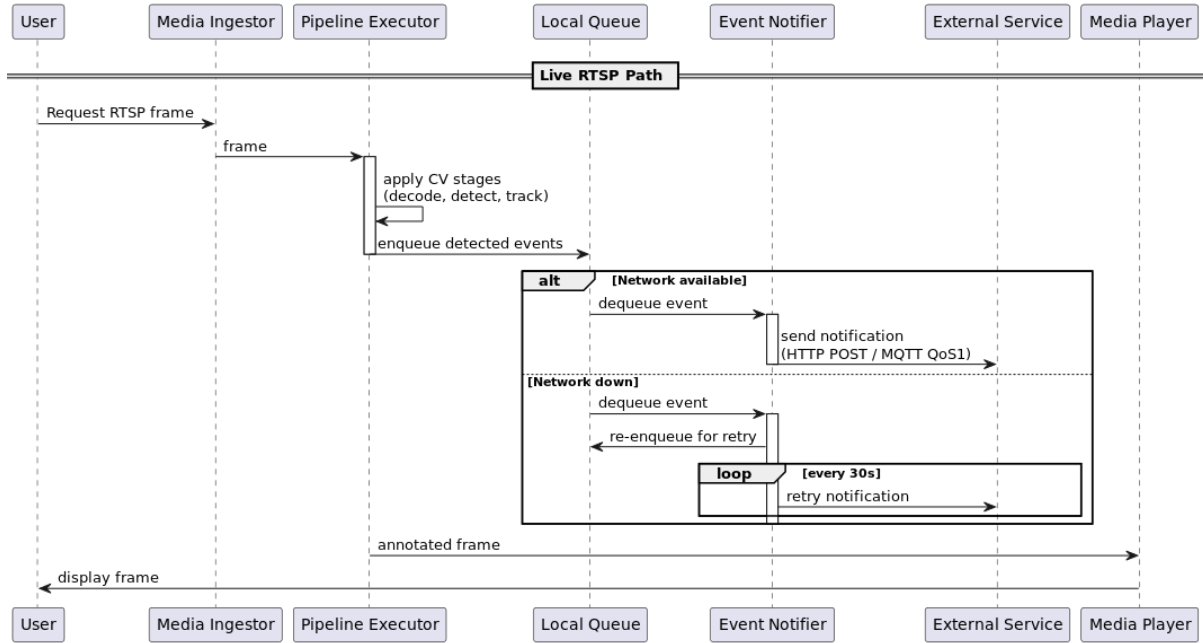 User Media Ingestor Pipeline Executor Local Queue Event Notifier External Service Media Player
Live RTSP Path
Request RTSP frame
frame
apply CV stages
(decode, detect, track)
enqueue detected events
alt [Network available]
dequeue event
send notification
(HTTP POST / MQTT QoS1)
[Network down]
dequeue event
re-enqueue for retry
loop [every 30s]
retry notification
annotated frame
display frame
User Media Ingestor Pipeline Executor Local Queue Event Notifier External Service Media Player